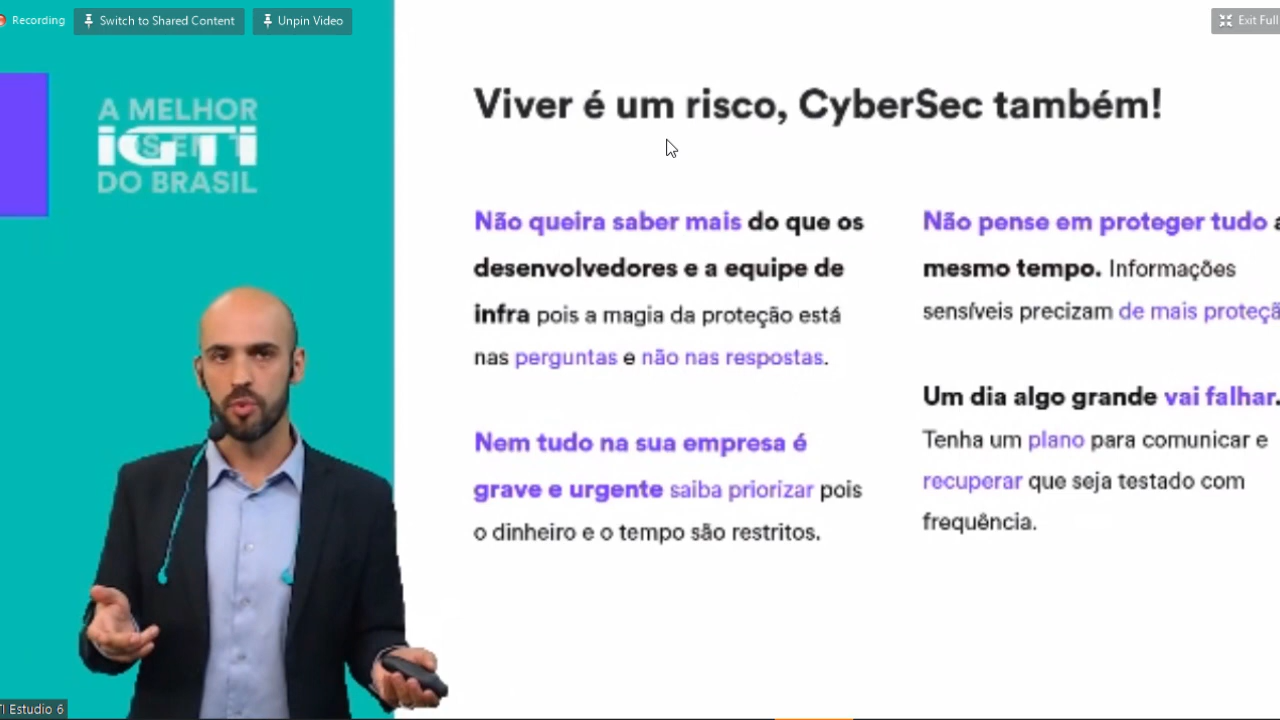 Recording
Switch to Shared Content
Unpin Video
Exit Full
A MELHOR
iGTi
DO BRASIL
Viver é um risco, CyberSec também!
Não queira saber mais do que os
desenvolvedores e a equipe de
infra pois a magia da proteção está
nas perguntas e não nas respostas.
Nem tudo na sua empresa é
grave e urgente saiba priorizar pois
o dinheiro e o tempo são restritos.
Não pense em proteger tudo a
mesmo tempo. Informações
sensíveis precizam de mais proteçã
Um dia algo grande vai falhar.
Tenha um plano para comunicar e
recuperar que seja testado com
frequência.
TI Estudio 6